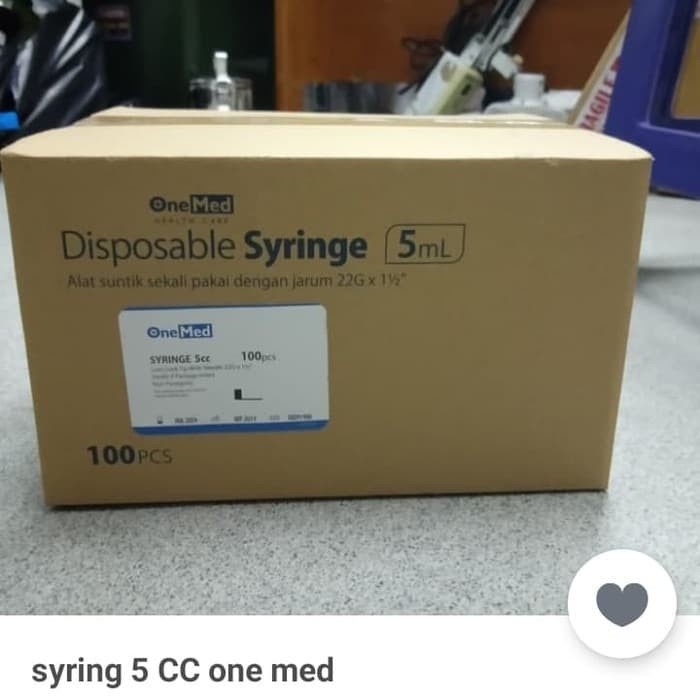 OneMed
HEALTH CARE
Disposable Syringe 5mL
Alat suntik sekali pakai dengan jarum 22G x 1½"
OneMed
SYRINGE 5cc 100pcs
100PCS
AGILE
syring 5 CC one med